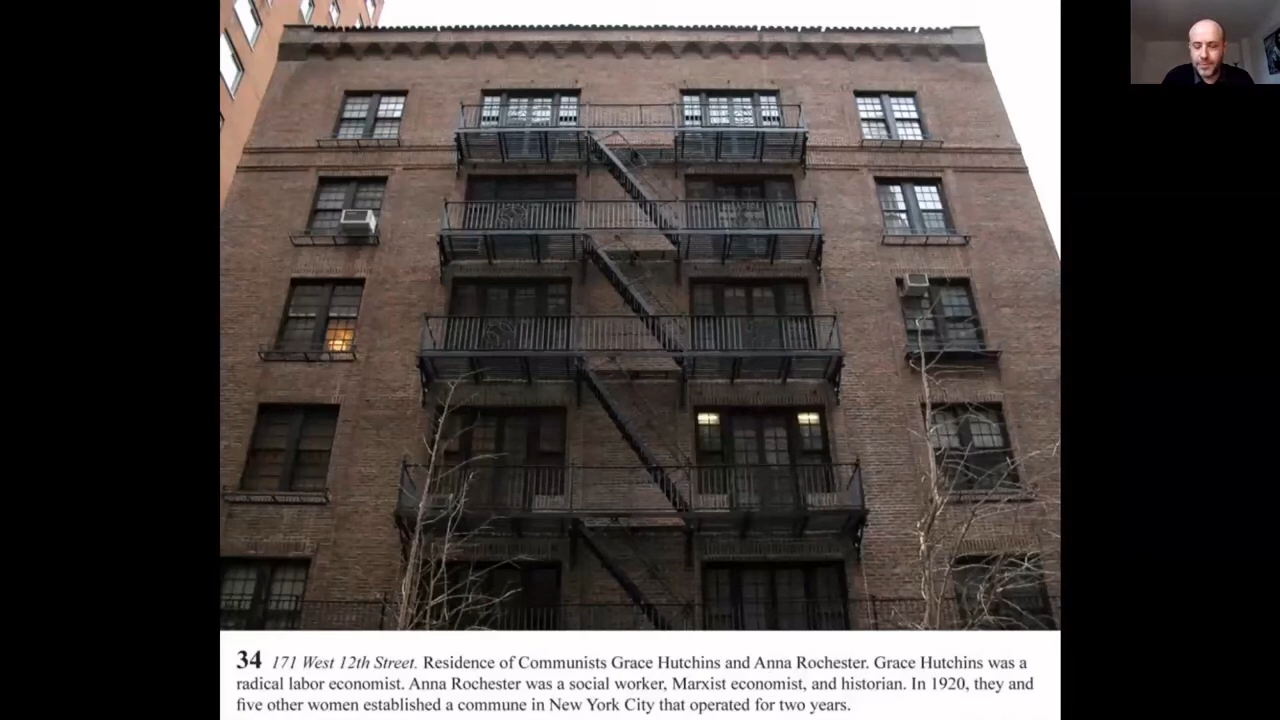 34 171 West 12th Street. Residence of Communists Grace Hutchins and Anna Rochester. Grace Hutchins was a
radical labor economist. Anna Rochester was a social worker, Marxist economist, and historian. In 1920, they and
five other women established a commune in New York City that operated for two years.